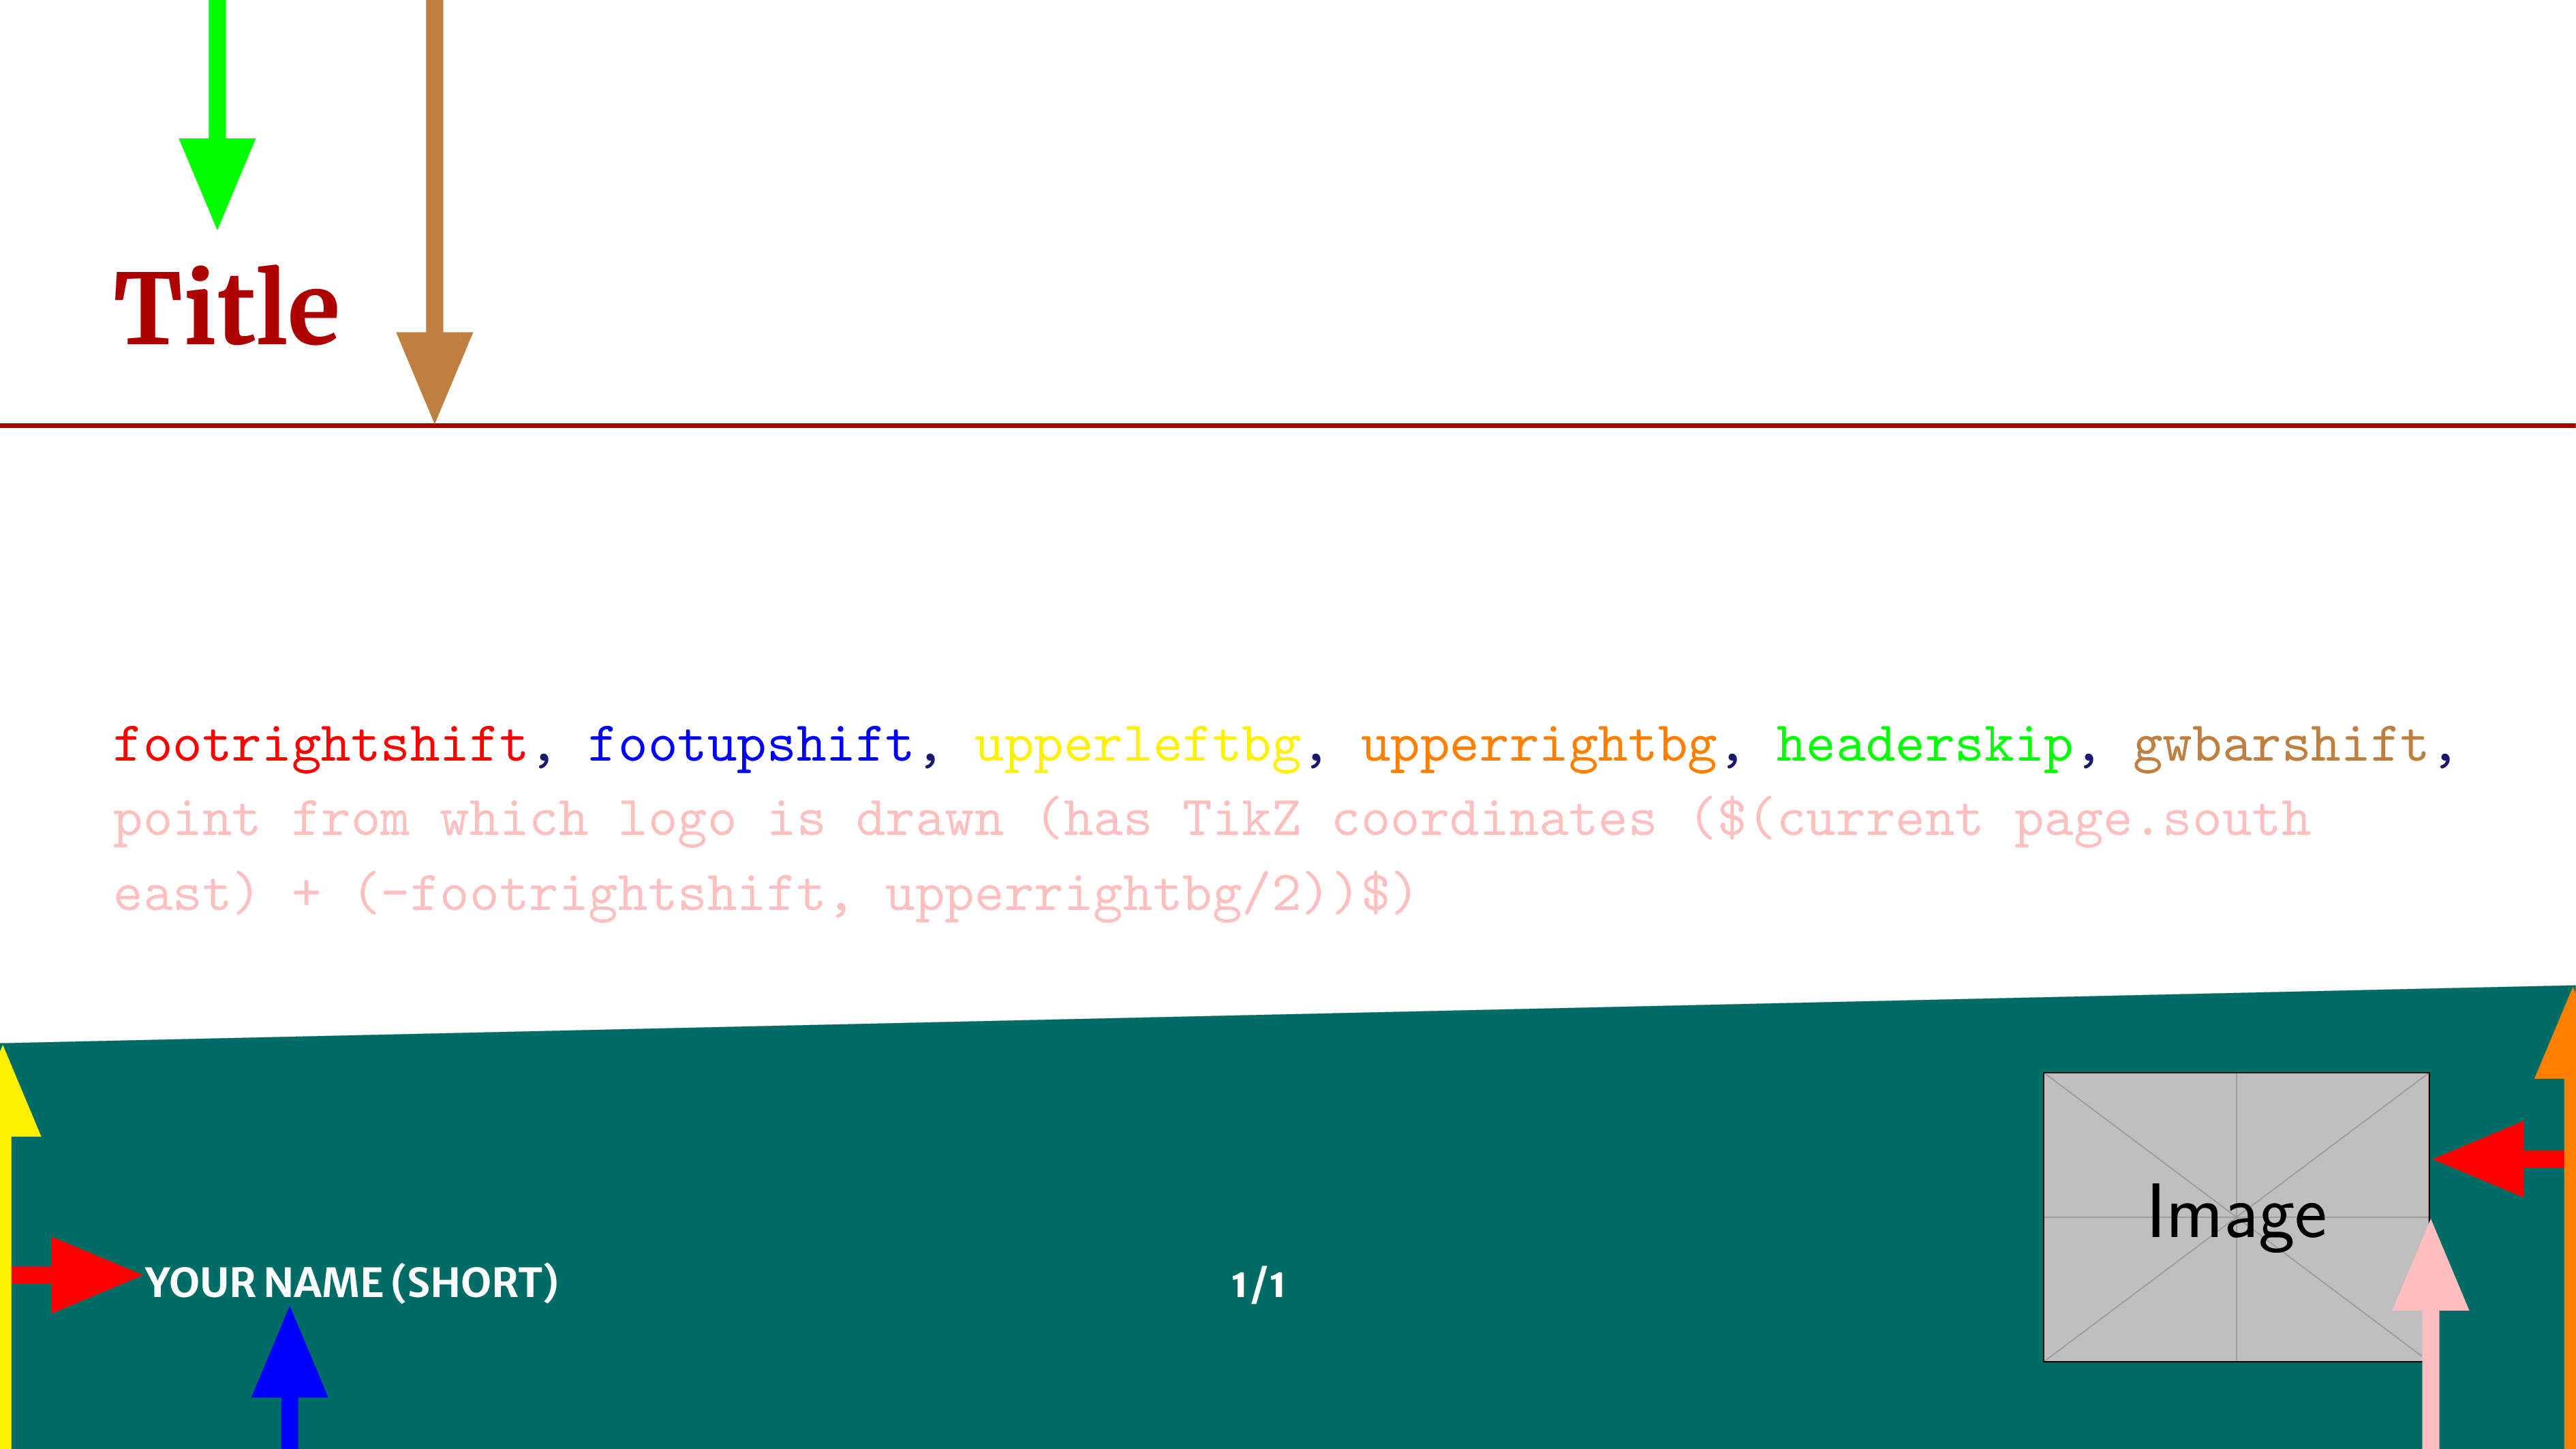 Title
footrightshift, footupshift, upperleftbg, upperrightbg, headerskip, gwbarshift,
point from which logo is drawn (has TikZ coordinates ($(current page.south
east) + (-footrightshift, upperrightbg/2))$)
Image
YOUR NAME (SHORT)
1/1